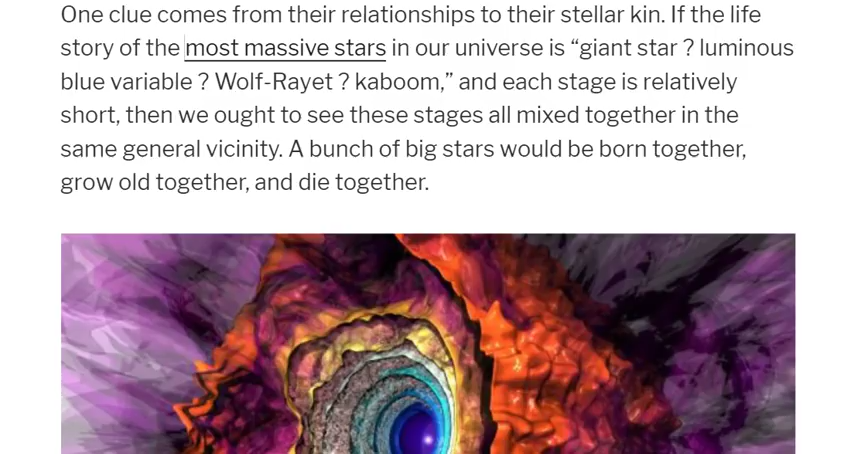 One clue comes from their relationships to their stellar kin. If the life
story of the most massive stars in our universe is “giant star ? luminous
blue variable ? Wolf-Rayet ? kaboom,” and each stage is relatively
short, then we ought to see these stages all mixed together in the
same general vicinity. A bunch of big stars would be born together,
grow old together, and die together.